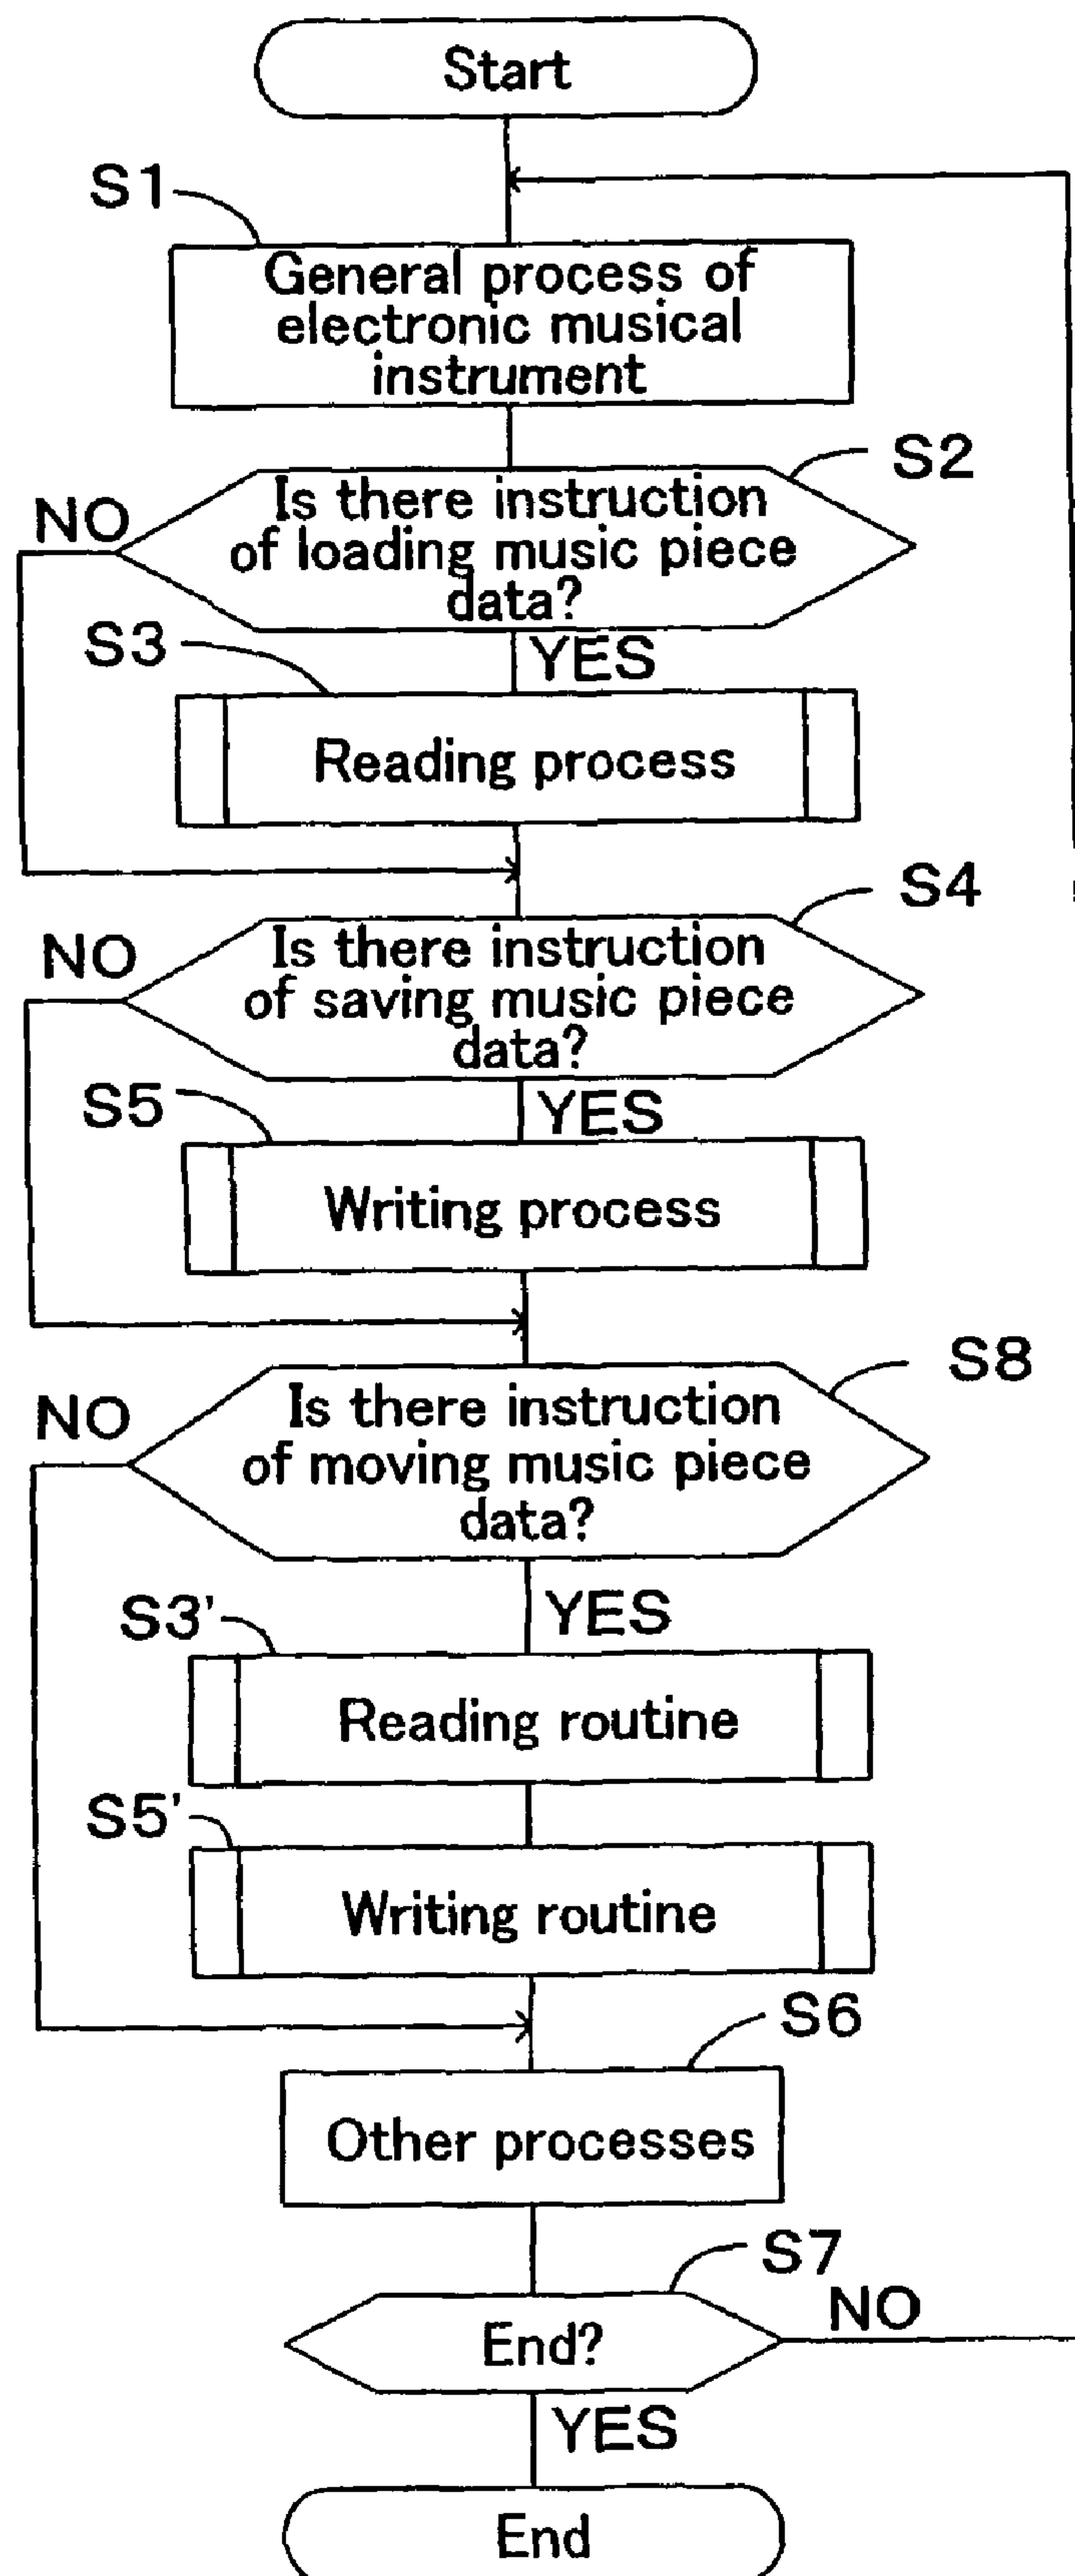 Start
S1
General process of
electronic musical
instrument
S2
NO
Is there instruction
of loading music piece
data?
S3
YES
Reading process
S4
NO
Is there instruction
of saving music piece
data?
S5
YES
Writing process
S8
NO
Is there instruction
of moving music piece
data?
S3'
YES
Reading routine
S5'
Writing routine
S6
Other processes
S7
NO
End?
YES
End